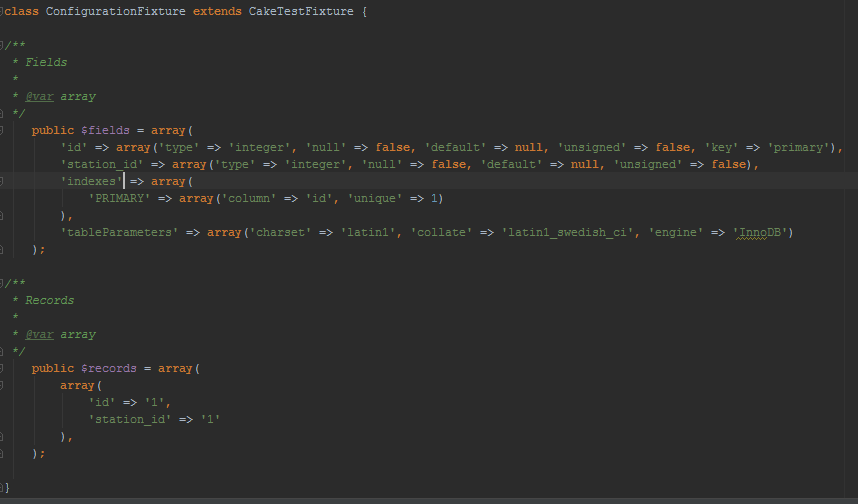 class ConfigurationFixture extends CakeTestFixture {
/**
* Fields
*
* @var array
*/
public $fields = array(
'id' => array('type' => 'integer', 'null' => false, 'default' => null, 'unsigned' => false, 'key' => 'primary'),
'station_id' => array('type' => 'integer', 'null' => false, 'default' => null, 'unsigned' => false),
'indexes' => array(
'PRIMARY' => array('column' => 'id', 'unique' => 1)
),
'tableParameters' => array('charset' => 'latin1', 'collate' => 'latin1_swedish_ci', 'engine' => 'InnoDB')
);
/**
* Records
*
* @var array
*/
public $records = array(
array(
'id' => '1',
'station_id' => '1'
),
);
}